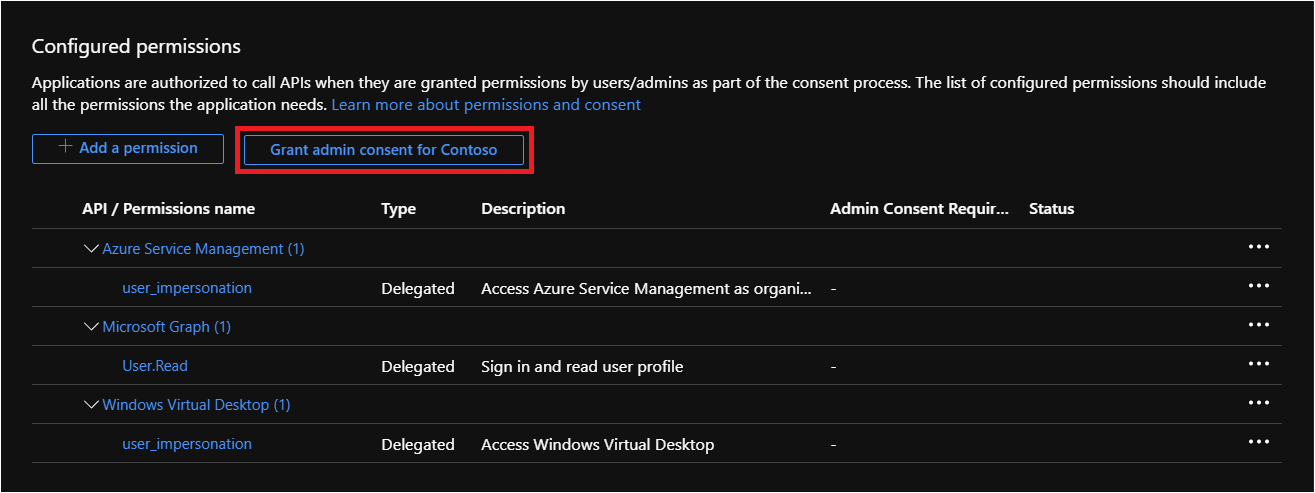 Configured permissions
Applications are authorized to call APIs when they are granted permissions by users/admins as part of the consent process. The list of configured permissions should include
all the permissions the application needs. Learn more about permissions and consent
+ Add a permission Grant admin consent for Contoso
API / Permissions name Type Description Admin Consent Requir... Status
Azure Service Management (1) ...
user_impersonation Delegated Access Azure Service Management as organi... - ...
Microsoft Graph (1) ...
User.Read Delegated Sign in and read user profile - ...
Windows Virtual Desktop (1) ...
user_impersonation Delegated Access Windows Virtual Desktop - ...